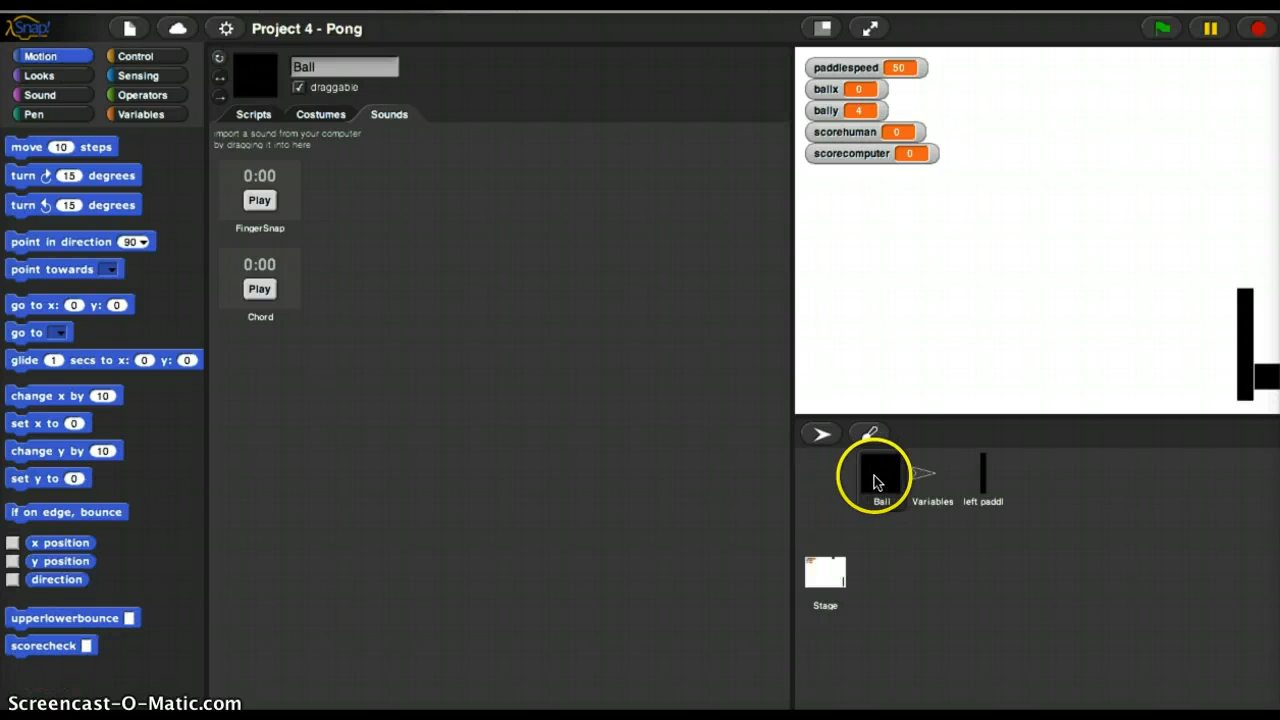 Snap!
Project 4 - Pong
Motion
Control
Looks
Sensing
Sound
Operators
Pen
Variables
move 10 steps
turn 15 degrees
turn 15 degrees
point in direction 90
point towards
go to x: 0 y: 0
go to
glide 1 secs to x: 0 y: 0
change x by 10
set x to 0
change y by 10
set y to 0
if on edge, bounce
x position
y position
direction
upperlowerbounce
scorecheck
Ball
draggable
Scripts
Costumes
Sounds
import a sound from your computer
by dragging it into here
0:00
Play
FingerSnap
0:00
Play
Chord
paddlespeed 50
ballx 0
bally 4
scorehuman 0
scorecomputer 0
Ball
Variables
left paddl
Stage
Screencast-O-Matic.com